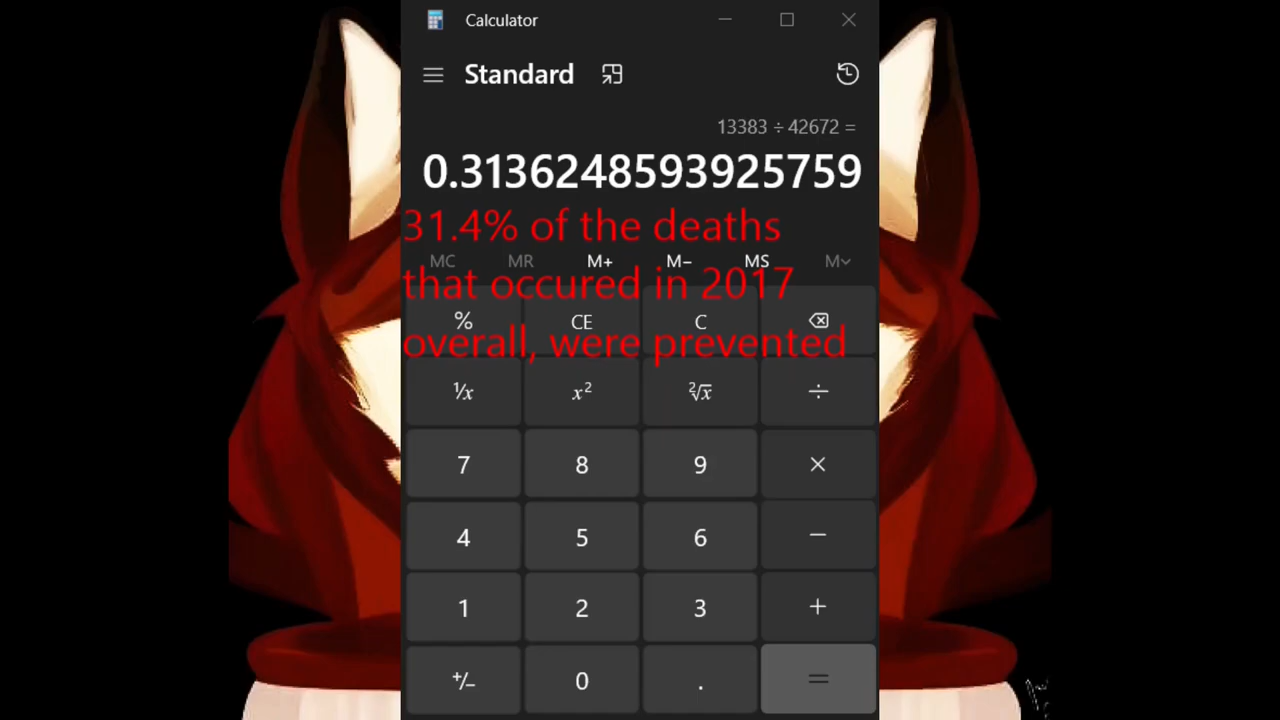 Calculator
Standard
13383 ÷ 42672 =
0.3136248593925759
31.4% of the deaths
MC MR M+ M− MS M
that occured in 2017
% CE C
overall, were prevented
¹/x x² ²√x ÷
7 8 9 ×
4 5 6 −
1 2 3 +
+/− 0 . =